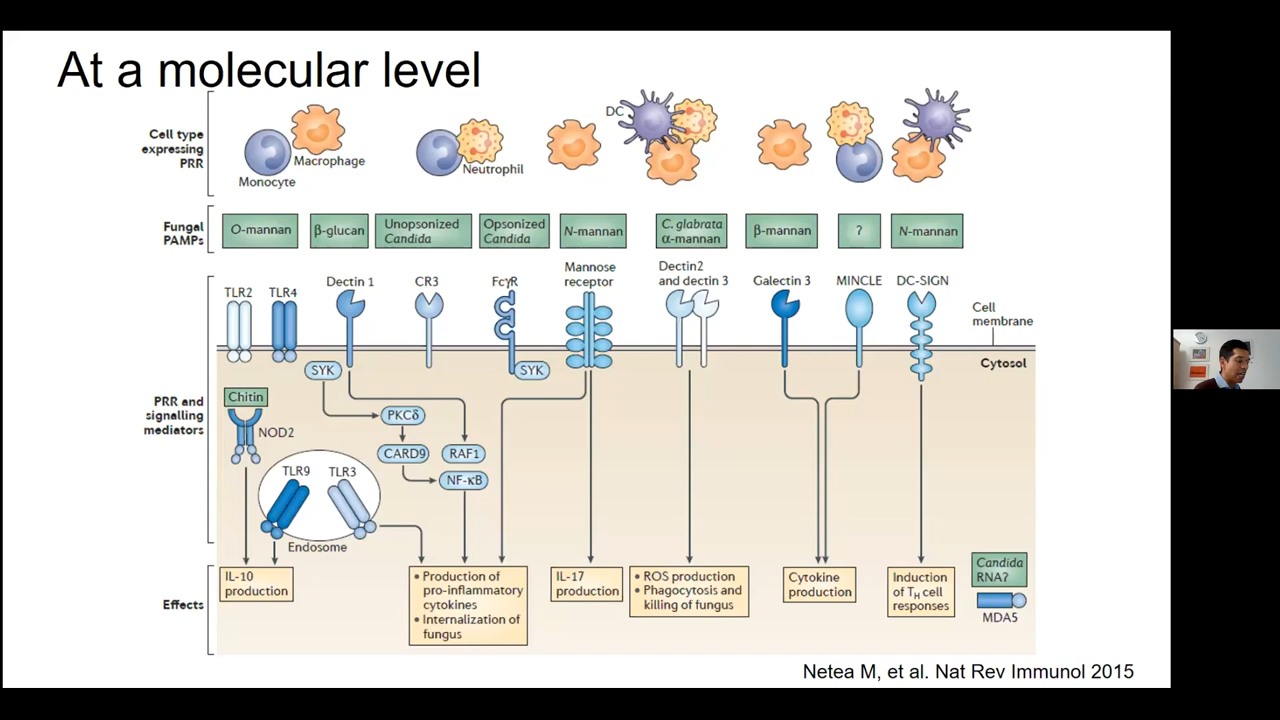 At a molecular level
Cell type
expressing
PRR
Monocyte
Macrophage
Neutrophil
DC
Fungal
PAMPs
O-mannan
β-glucan
Unopsonized
Candida
Opsonized
Candida
N-mannan
C. glabrata
α-mannan
β-mannan
?
N-mannan
PRR and
signalling
mediators
TLR2
TLR4
Dectin 1
CR3
FcγR
Mannose
receptor
Dectin2
and dectin 3
Galectin 3
MINCLE
DC-SIGN
Cell
membrane
Cytosol
SYK
SYK
Chitin
NOD2
PKCδ
CARD9
RAF1
NF-κB
TLR9
TLR3
Endosome
Effects
IL-10
production
• Production of
pro-inflammatory
cytokines
• Internalization of
fungus
IL-17
production
• ROS production
• Phagocytosis and
killing of fungus
Cytokine
production
Induction
of TH cell
responses
Candida
RNA?
MDA5
Netea M, et al. Nat Rev Immunol 2015